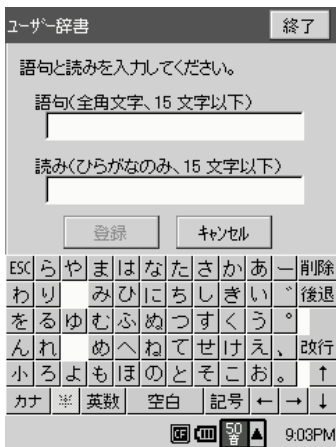 ユーザー辞書 終了
語句と読みを入力してください。
語句(全角文字、15 文字以下)
読み(ひらがなのみ、15 文字以下)
登録 キャンセル
ESC ら や ま は な た さ か あ ー 削除
わ り み ひ に ち し き い ゛ 後退
を る ゆ む ふ ぬ つ す く う ゜
ん れ め へ ね て せ け え 、 改行
小 ろ よ も ほ の と そ こ お 。 ↑
カナ ※ 英数 空白 記号 ← → ↓
50音 ▲ 9:03PM